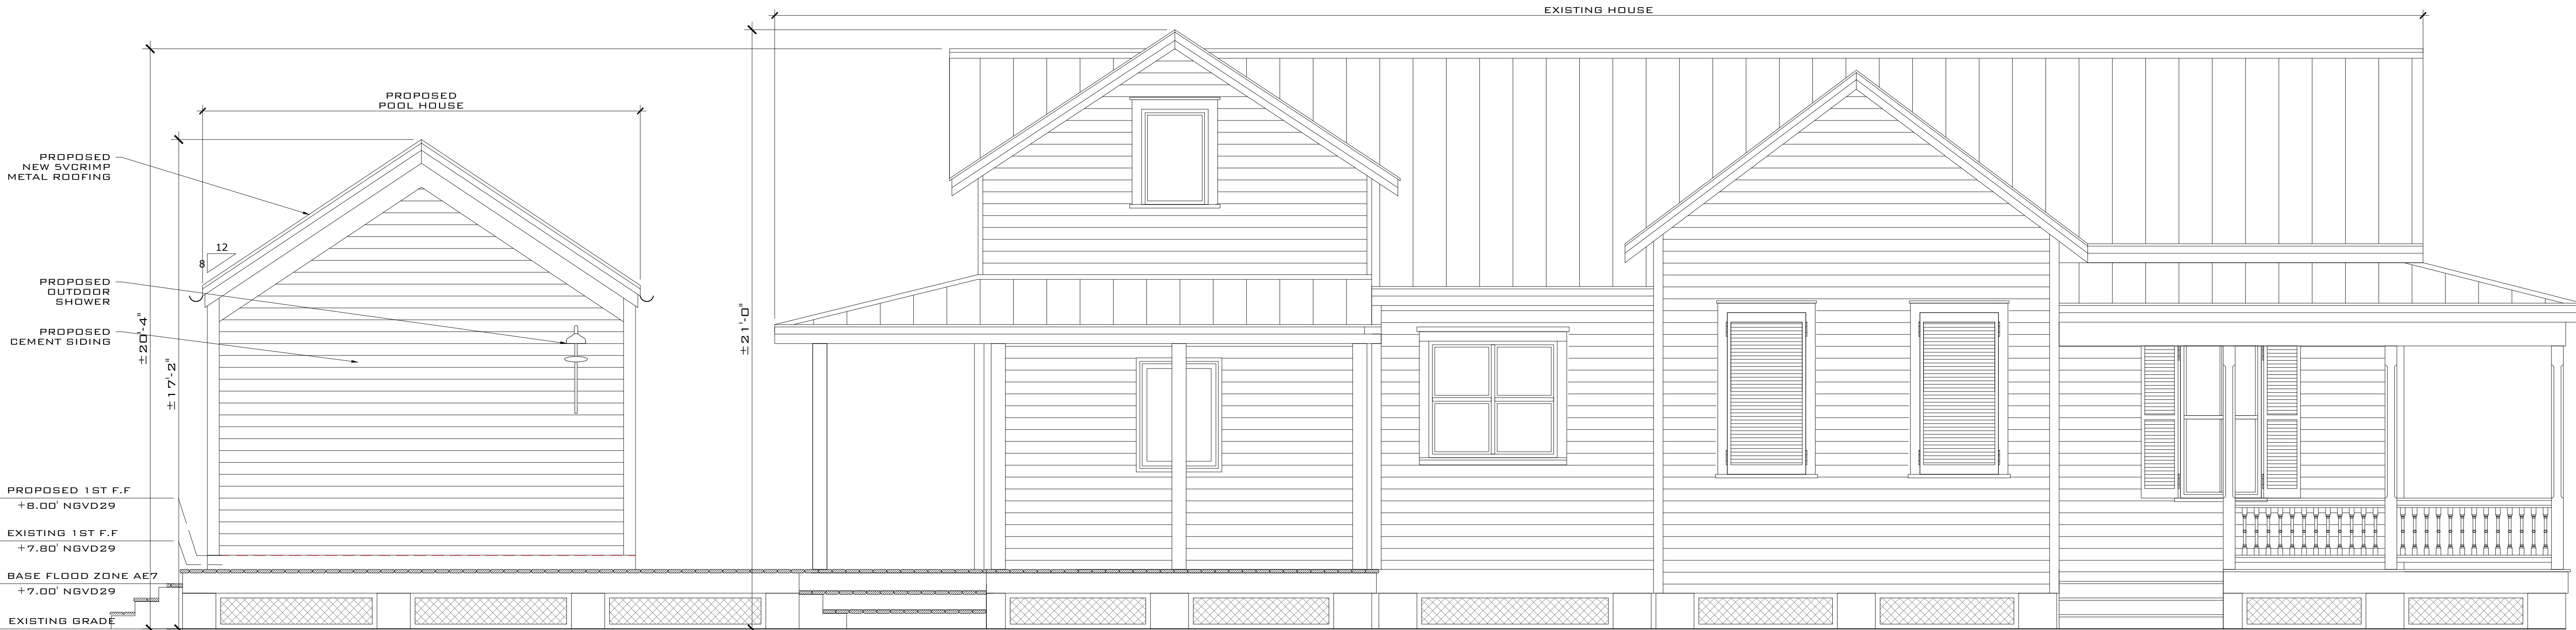 EXISTING HOUSE
PROPOSED
POOL HOUSE
PROPOSED
NEW 5VCRIMP
METAL ROOFING
12
8
PROPOSED
OUTDOOR
SHOWER
PROPOSED
CEMENT SIDING
±20'-4"
±17'-2"
±21'-0"
PROPOSED 1ST F.F
+8.00' NGVD29
EXISTING 1ST F.F
+7.80' NGVD29
BASE FLOOD ZONE AE7
+7.00' NGVD29
EXISTING GRADE